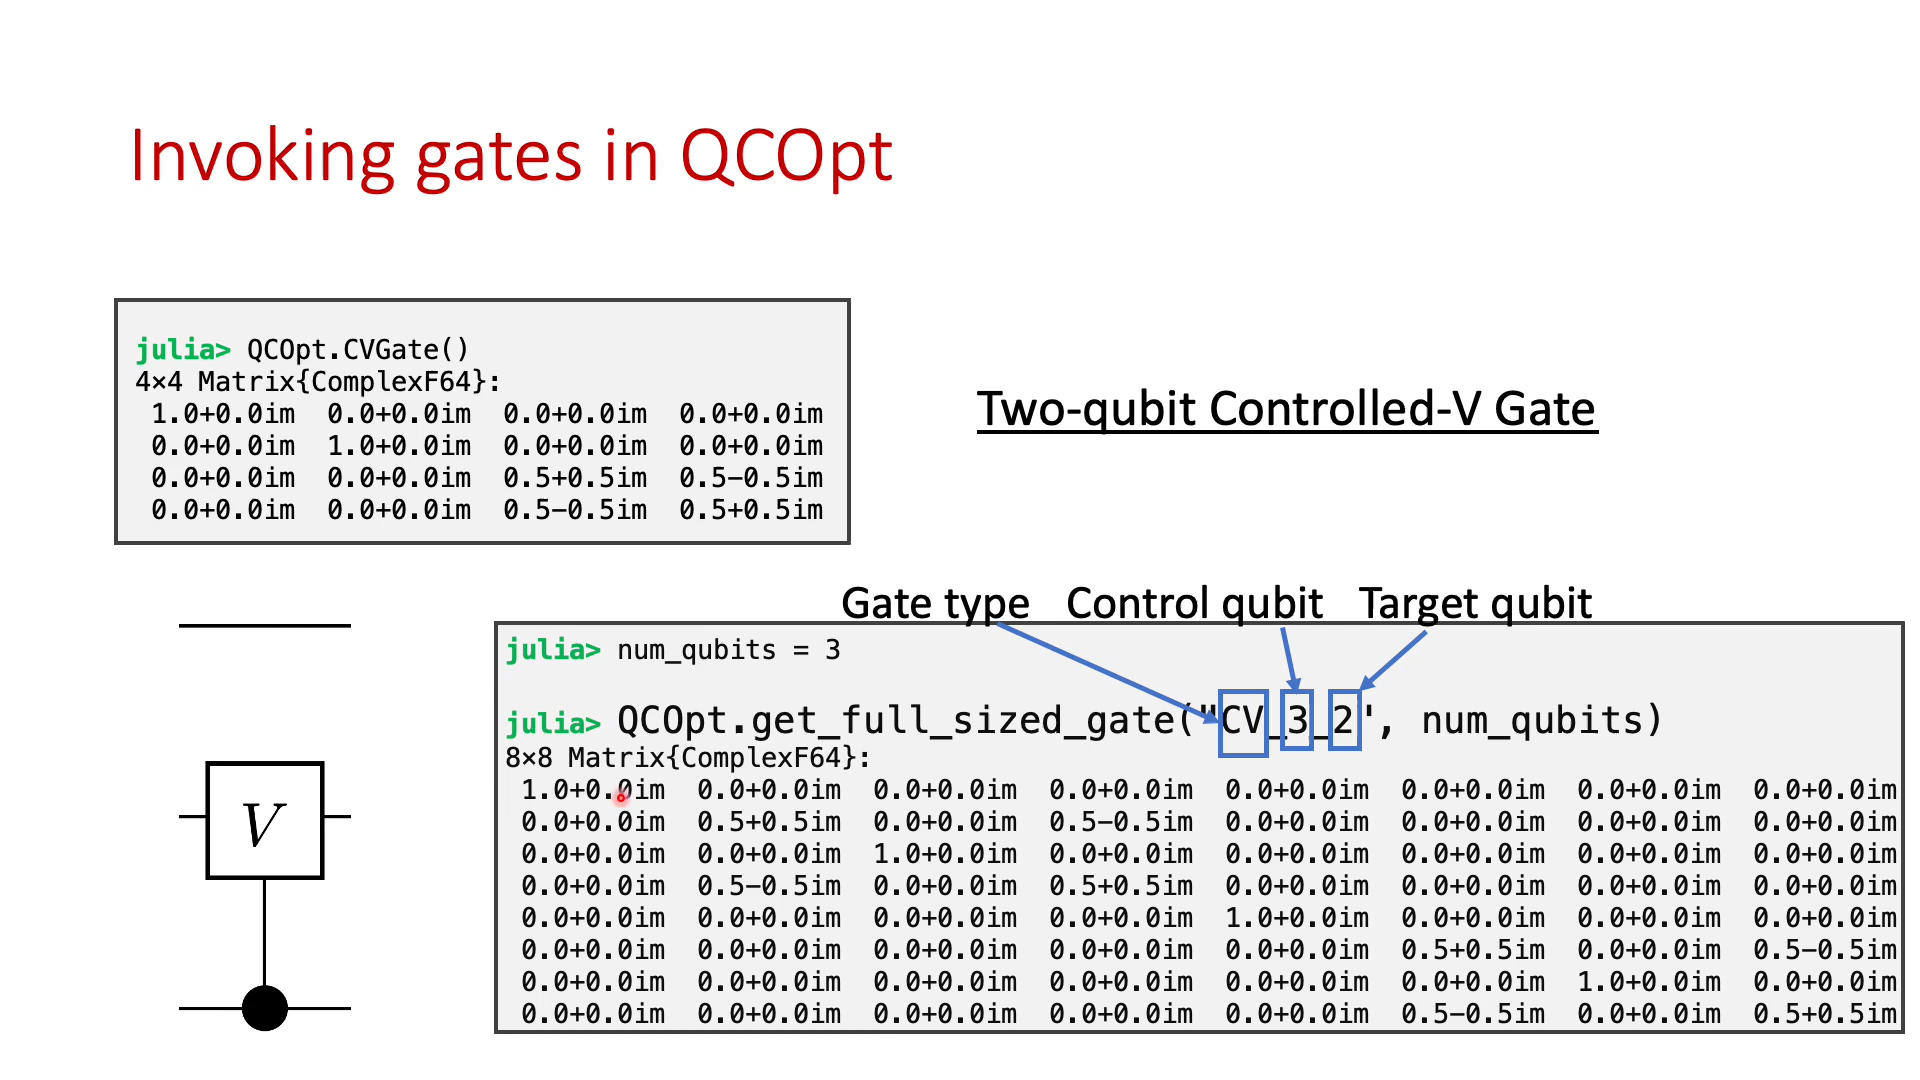 Invoking gates in QCOpt
julia> QCOpt.CVGate()
4×4 Matrix{ComplexF64}:
1.0+0.0im 0.0+0.0im 0.0+0.0im 0.0+0.0im
0.0+0.0im 1.0+0.0im 0.0+0.0im 0.0+0.0im
0.0+0.0im 0.0+0.0im 0.5+0.5im 0.5−0.5im
0.0+0.0im 0.0+0.0im 0.5−0.5im 0.5+0.5im
Two-qubit Controlled-V Gate
Gate type Control qubit Target qubit
julia> num_qubits = 3
julia> QCOpt.get_full_sized_gate("CV_3_2", num_qubits)
8×8 Matrix{ComplexF64}:
1.0+0.0im 0.0+0.0im 0.0+0.0im 0.0+0.0im 0.0+0.0im 0.0+0.0im 0.0+0.0im 0.0+0.0im
0.0+0.0im 0.5+0.5im 0.0+0.0im 0.5−0.5im 0.0+0.0im 0.0+0.0im 0.0+0.0im 0.0+0.0im
0.0+0.0im 0.0+0.0im 1.0+0.0im 0.0+0.0im 0.0+0.0im 0.0+0.0im 0.0+0.0im 0.0+0.0im
0.0+0.0im 0.5−0.5im 0.0+0.0im 0.5+0.5im 0.0+0.0im 0.0+0.0im 0.0+0.0im 0.0+0.0im
0.0+0.0im 0.0+0.0im 0.0+0.0im 0.0+0.0im 1.0+0.0im 0.0+0.0im 0.0+0.0im 0.0+0.0im
0.0+0.0im 0.0+0.0im 0.0+0.0im 0.0+0.0im 0.0+0.0im 0.5+0.5im 0.0+0.0im 0.5−0.5im
0.0+0.0im 0.0+0.0im 0.0+0.0im 0.0+0.0im 0.0+0.0im 0.0+0.0im 1.0+0.0im 0.0+0.0im
0.0+0.0im 0.0+0.0im 0.0+0.0im 0.0+0.0im 0.0+0.0im 0.5−0.5im 0.0+0.0im 0.5+0.5im
V